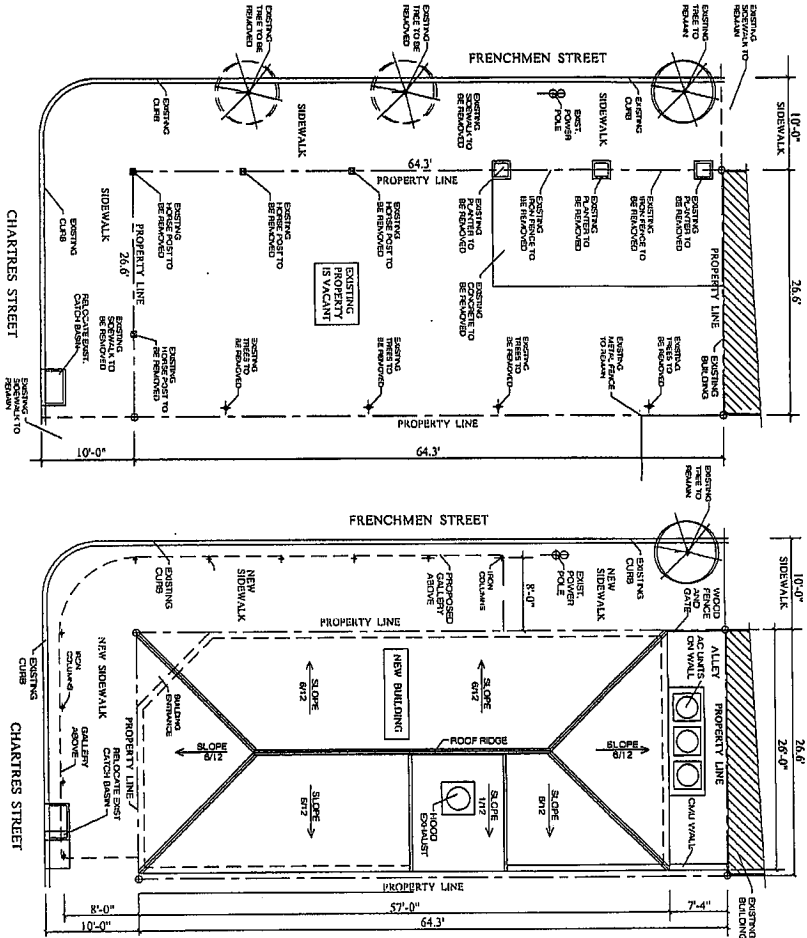 FRENCHMEN STREET
EXISTING
TREE TO BE
REMOVED
EXISTING
TREE TO BE
REMOVED
EXISTING
TREE TO
REMAIN
EXISTING
SIDEWALK TO
REMAIN
10'-0"
SIDEWALK
EXISTING
CURB
SIDEWALK
EXISTING
SIDEWALK TO
BE REMOVED
EXIST.
POWER
POLE
SIDEWALK
EXISTING
CURB
64.3'
PROPERTY LINE
EXISTING
HORSE POST TO
BE REMOVED
EXISTING
HORSE POST TO
BE REMOVED
EXISTING
HORSE POST TO
BE REMOVED
EXISTING
PLANTER TO
BE REMOVED
EXISTING
IRON FENCE TO
BE REMOVED
EXISTING
PLANTER TO
BE REMOVED
EXISTING
IRON FENCE TO
BE REMOVED
EXISTING
PLANTER TO
BE REMOVED
EXISTING
CONCRETE TO
BE REMOVED
PROPERTY LINE
26.6'
SIDEWALK
EXISTING
CURB
PROPERTY LINE
26.6'
EXISTING
PROPERTY
IS VACANT
CHARTRES STREET
RELOCATE EXIST.
CATCH BASIN
EXISTING
SIDEWALK TO
BE REMOVED
EXISTING
HORSE POST TO
BE REMOVED
EXISTING
TREES TO
BE REMOVED
EXISTING
TREES TO
BE REMOVED
EXISTING
TREES TO
BE REMOVED
EXISTING
METAL FENCE
TO REMAIN
EXISTING
TREES TO
BE REMOVED
EXISTING
BUILDING
EXISTING
SIDEWALK TO
REMAIN
PROPERTY LINE
10'-0"
64.3'
FRENCHMEN STREET
EXISTING
TREE TO
REMAIN
10'-0"
SIDEWALK
EXISTING
CURB
NEW
SIDEWALK
PROPOSED
GALLERY
ABOVE
IRON
COLUMNS
8'-0"
EXIST.
POWER
POLE
NEW
SIDEWALK
EXISTING
CURB
WOOD
FENCE
AND
GATE
PROPERTY LINE
ALLEY
AC UNITS
ON WALL
PROPERTY
LINE
26.6'
26'-0"
NEW BUILDING
SLOPE
6/12
SLOPE
6/12
SLOPE
6/12
SLOPE
6/12
ROOF RIDGE
BUILDING
ENTRANCE
SLOPE
5/12
HOOD
EXHAUST
SLOPE
1/12
SLOPE
5/12
CMU WALL
EXISTING
CURB
NEW SIDEWALK
IRON
COLUMNS
GALLERY
ABOVE
PROPERTY LINE
RELOCATE EXIST
CATCH BASIN
CHARTRES STREET
PROPERTY LINE
EXISTING
BUILDING
8'-0"
57'-0"
7'-4"
10'-0"
64.3'